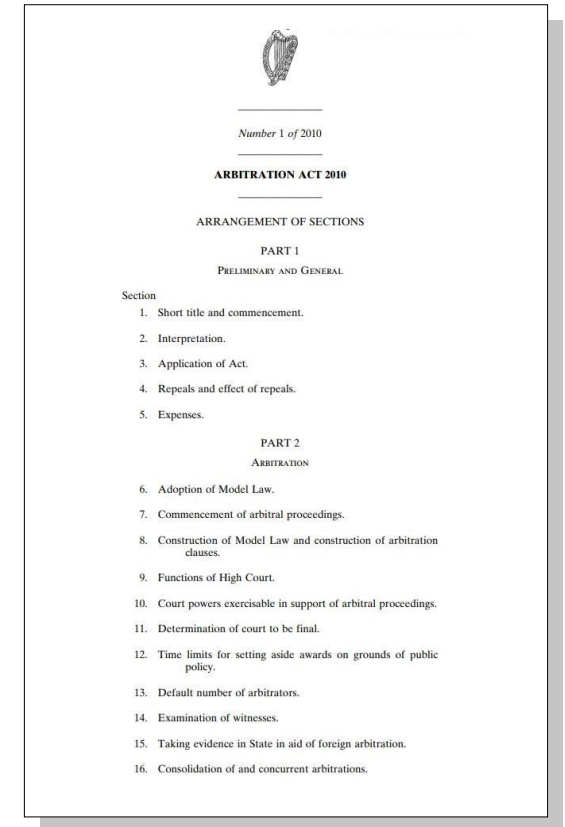 Number 1 of 2010
ARBITRATION ACT 2010
ARRANGEMENT OF SECTIONS
PART 1
Preliminary and General
Section
1. Short title and commencement.
2. Interpretation.
3. Application of Act.
4. Repeals and effect of repeals.
5. Expenses.
PART 2
Arbitration
6. Adoption of Model Law.
7. Commencement of arbitral proceedings.
8. Construction of Model Law and construction of arbitration
clauses.
9. Functions of High Court.
10. Court powers exercisable in support of arbitral proceedings.
11. Determination of court to be final.
12. Time limits for setting aside awards on grounds of public
policy.
13. Default number of arbitrators.
14. Examination of witnesses.
15. Taking evidence in State in aid of foreign arbitration.
16. Consolidation of and concurrent arbitrations.